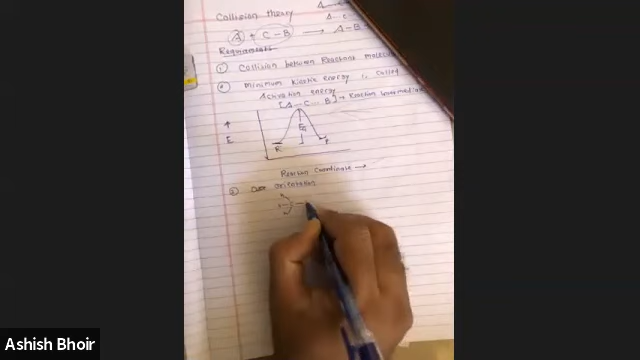 Collision theory
A + C - B → A - B
Requirements
① Collision between Reactant molecul
② Minimum kinetic energy is called
Activation energy
[A--C...B] → Reaction Intermediate
↑
E
Ea
R
P
Reaction Coordinate →
③ orientation
Ashish Bhoir